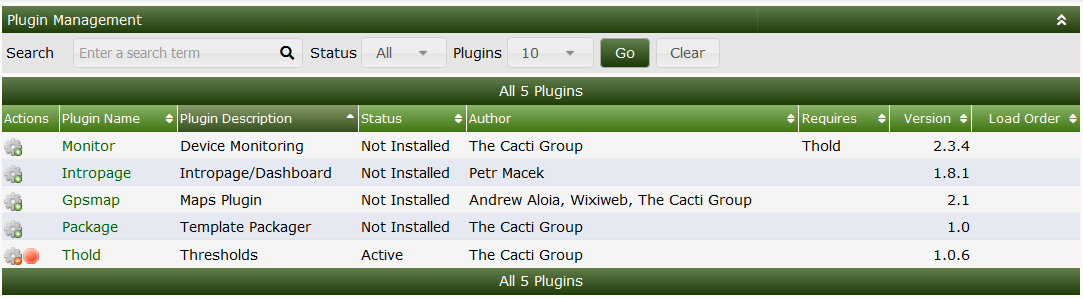 Plugin Management
Search Enter a search term Status All Plugins 10 Go Clear
All 5 Plugins
Actions Plugin Name Plugin Description Status Author Requires Version Load Order
Monitor Device Monitoring Not Installed The Cacti Group Thold 2.3.4
Intropage Intropage/Dashboard Not Installed Petr Macek 1.8.1
Gpsmap Maps Plugin Not Installed Andrew Aloia, Wixiweb, The Cacti Group 2.1
Package Template Packager Not Installed The Cacti Group 1.0
Thold Thresholds Active The Cacti Group 1.0.6
All 5 Plugins